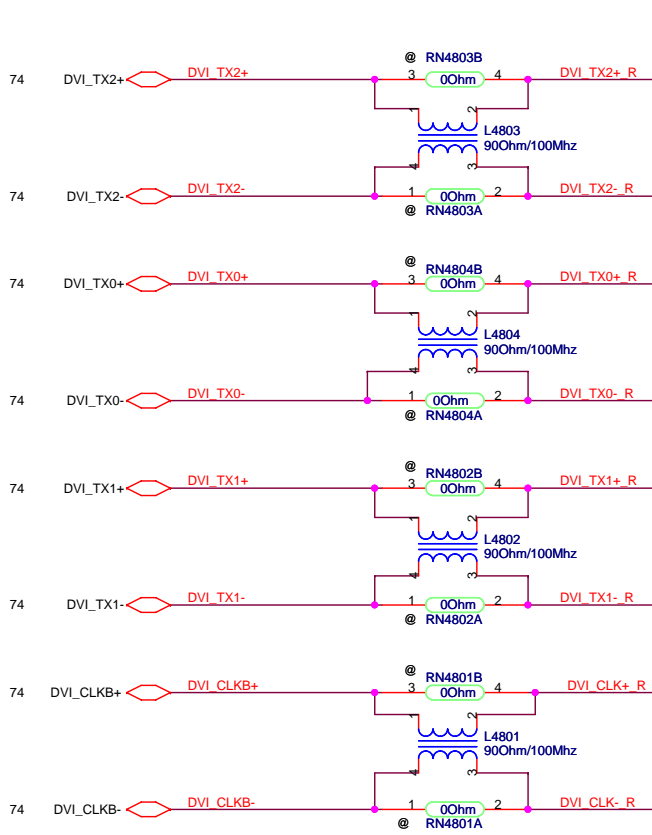 @ RN4803B
74 DVI_TX2+ DVI_TX2+ 3 0Ohm 4 DVI_TX2+_R
1 2
L4803
90Ohm/100Mhz
4 3
74 DVI_TX2- DVI_TX2- 1 0Ohm 2 DVI_TX2-_R
@ RN4803A
@
RN4804B
74 DVI_TX0+ DVI_TX0+ 3 0Ohm 4 DVI_TX0+_R
1 2
L4804
90Ohm/100Mhz
4 3
74 DVI_TX0- DVI_TX0- 1 0Ohm 2 DVI_TX0-_R
@ RN4804A
@
RN4802B
74 DVI_TX1+ DVI_TX1+ 3 0Ohm 4 DVI_TX1+_R
1 2
L4802
90Ohm/100Mhz
4 3
74 DVI_TX1- DVI_TX1- 1 0Ohm 2 DVI_TX1-_R
@ RN4802A
@
RN4801B
74 DVI_CLKB+ DVI_CLKB+ 3 0Ohm 4 DVI_CLK+_R
1 2
L4801
90Ohm/100Mhz
4 3
74 DVI_CLKB- DVI_CLKB- 1 0Ohm 2 DVI_CLK-_R
@ RN4801A